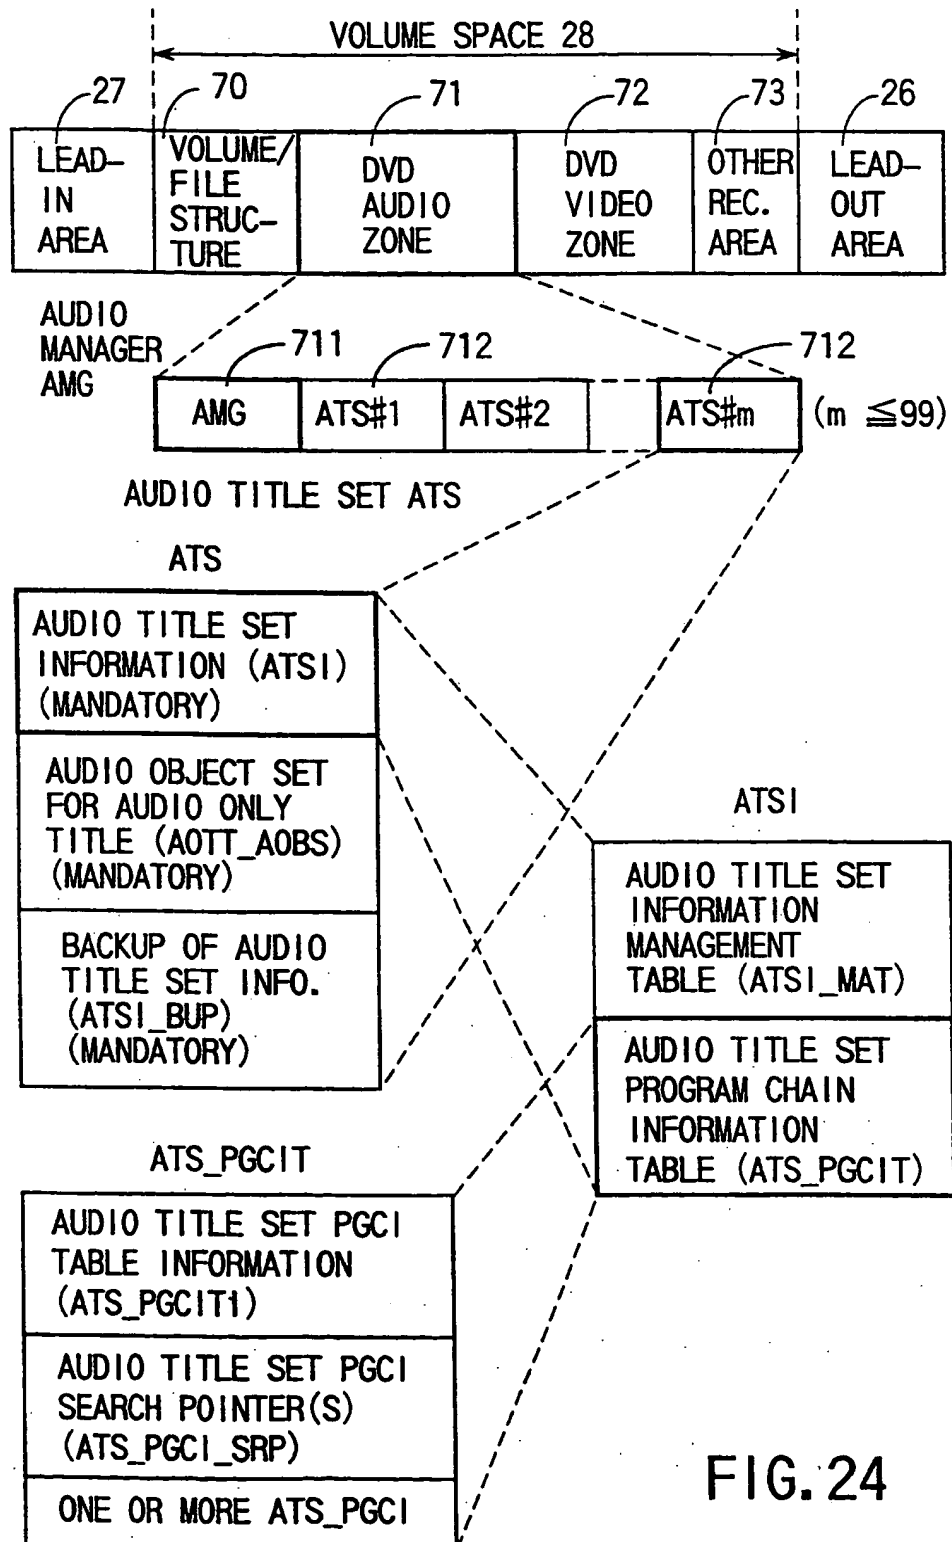 VOLUME SPACE 28
27
70
71
72
73
26
LEAD-
IN
AREA
VOLUME/
FILE
STRUC-
TURE
DVD
AUDIO
ZONE
DVD
VIDEO
ZONE
OTHER
REC.
AREA
LEAD-
OUT
AREA
AUDIO
MANAGER
AMG
711
712
712
AMG
ATS#1
ATS#2
ATS#m
(m ≦99)
AUDIO TITLE SET ATS
ATS
AUDIO TITLE SET
INFORMATION (ATSI)
(MANDATORY)
AUDIO OBJECT SET
FOR AUDIO ONLY
TITLE (AOTT_AOBS)
(MANDATORY)
BACKUP OF AUDIO
TITLE SET INFO.
(ATSI_BUP)
(MANDATORY)
ATSI
AUDIO TITLE SET
INFORMATION
MANAGEMENT
TABLE (ATSI_MAT)
AUDIO TITLE SET
PROGRAM CHAIN
INFORMATION
TABLE (ATS_PGCIT)
ATS_PGCIT
AUDIO TITLE SET PGCI
TABLE INFORMATION
(ATS_PGCIT1)
AUDIO TITLE SET PGCI
SEARCH POINTER(S)
(ATS_PGCI_SRP)
ONE OR MORE ATS_PGCI
FIG. 24